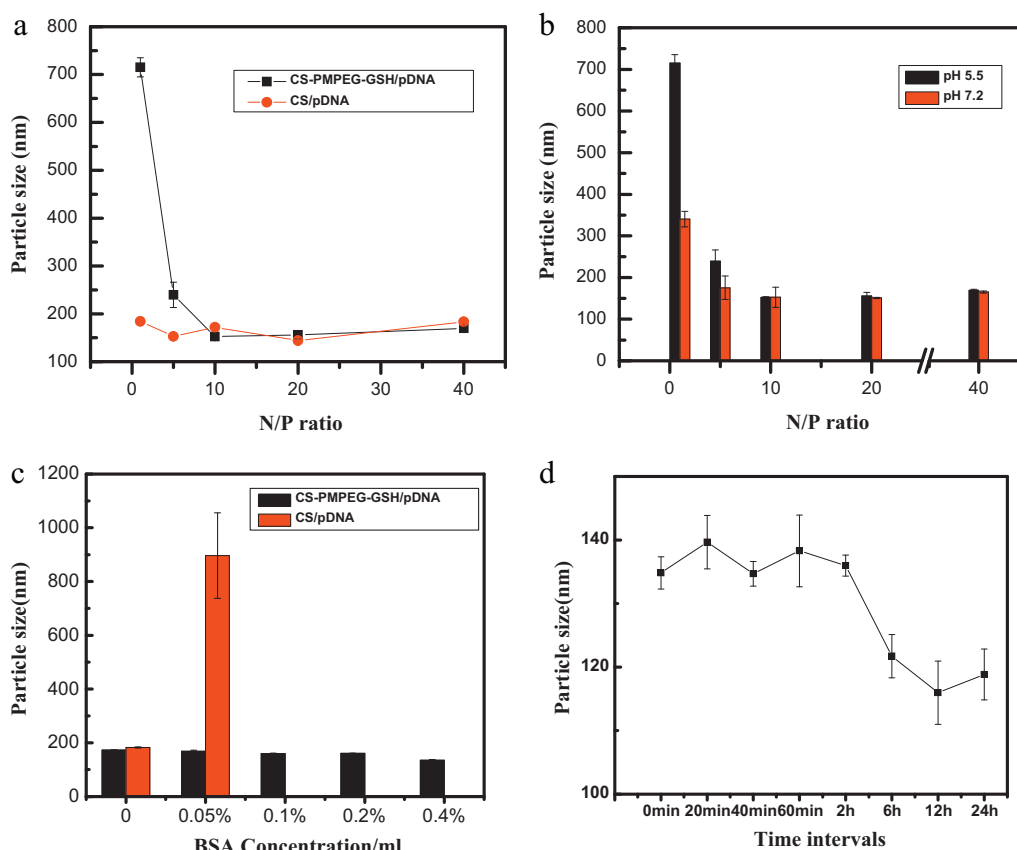 a
800
700
600
500
400
300
200
100
Particle size (nm)
CS-PMPEG-GSH/pDNA
CS/pDNA
0
10
20
30
40
N/P ratio
b
800
700
600
500
400
300
200
100
0
Particle size (nm)
pH 5.5
pH 7.2
0
10
20
40
N/P ratio
c
1200
1000
800
600
400
200
0
Particle size(nm)
CS-PMPEG-GSH/pDNA
CS/pDNA
0
0.05%
0.1%
0.2%
0.4%
BSA Concentration/ml
d
140
120
100
Particle size(nm)
0min
20min
40min
60min
2h
6h
12h
24h
Time intervals